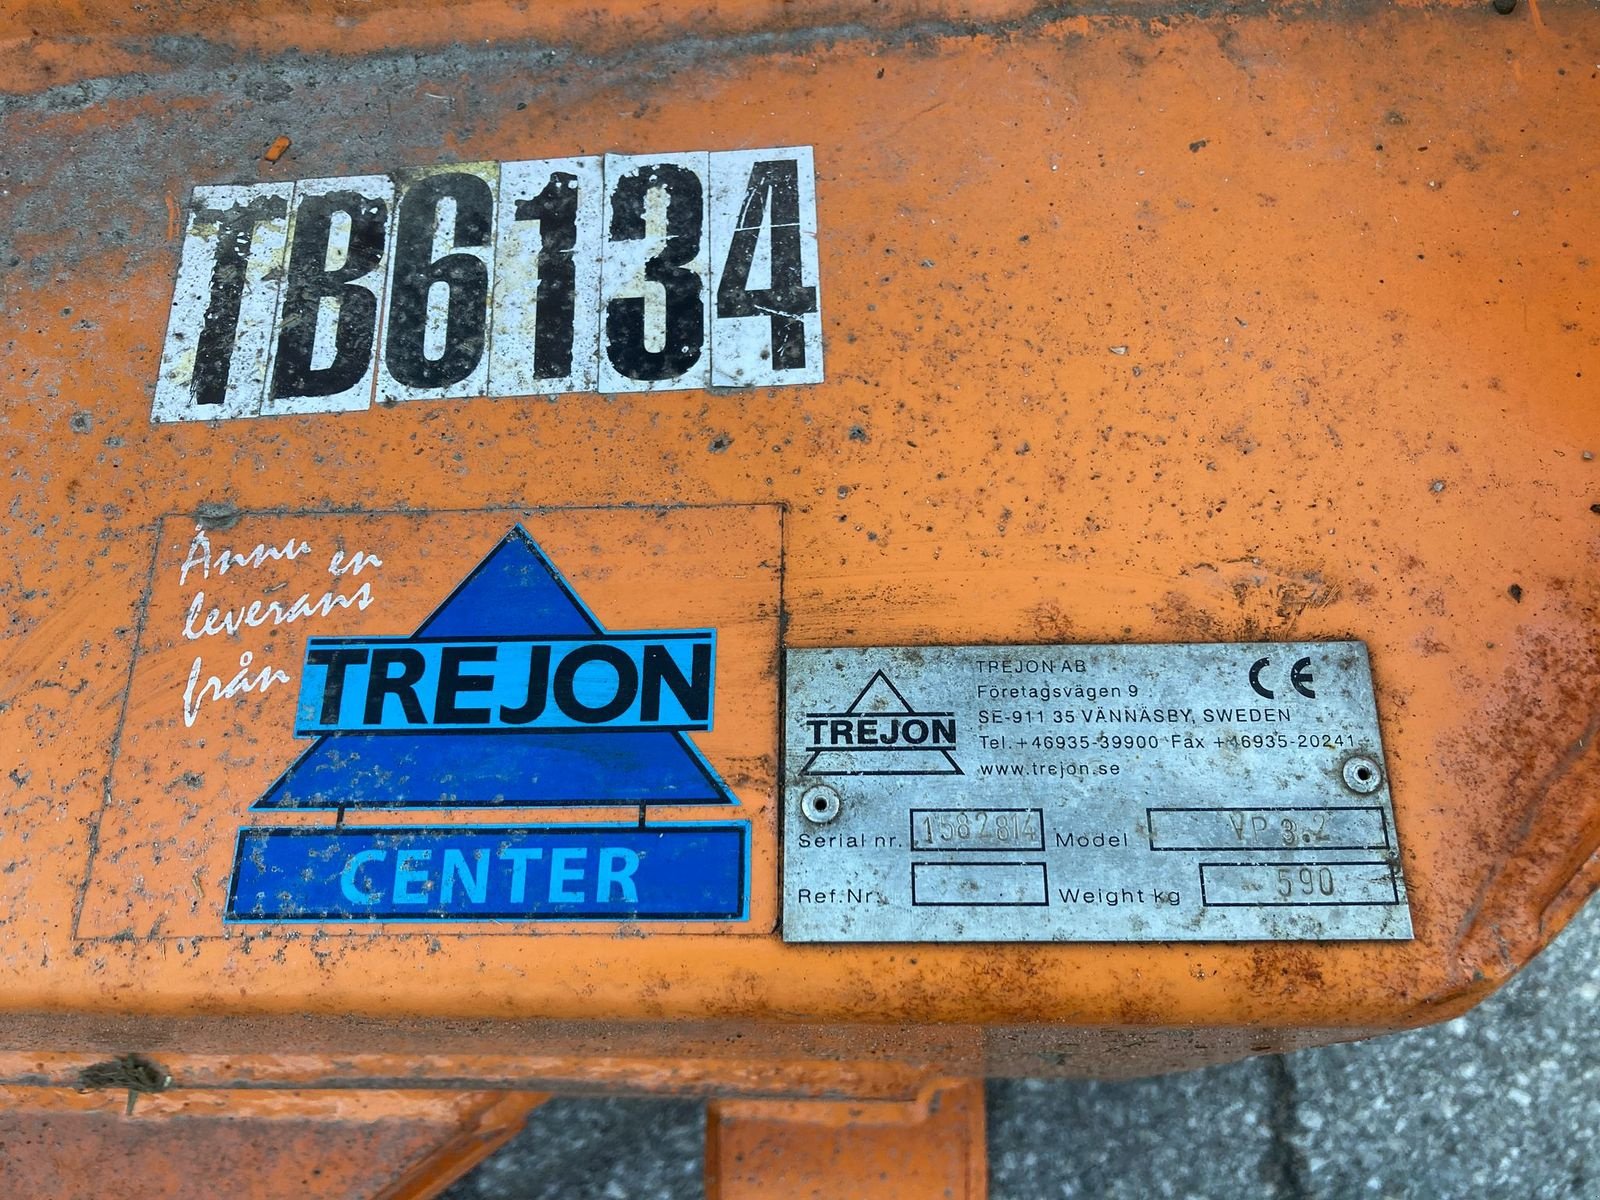 TB6134
Ännu en
leverans
från
TREJON
CENTER
TREJON
TREJON AB
Företagsvägen 9
SE-911 35 VÄNNÄSBY, SWEDEN
Tel.+46935-39900 Fax +46935-20241
www.trejon.se
CE
Serial nr. 1582814 Model VP 3.2
Ref.Nr: Weight kg 590